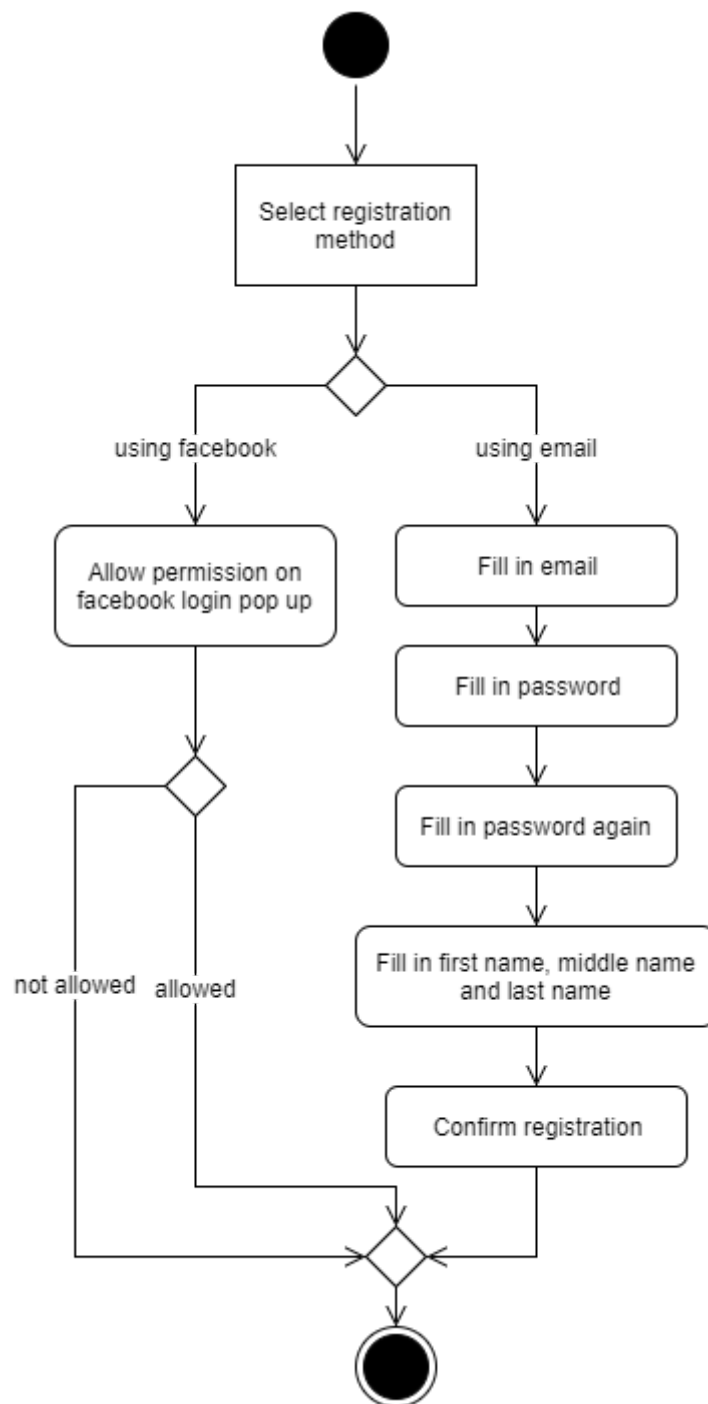 Select registration
method
using facebook
using email
Allow permission on
facebook login pop up
Fill in email
Fill in password
Fill in password again
Fill in first name, middle name
and last name
not allowed
allowed
Confirm registration